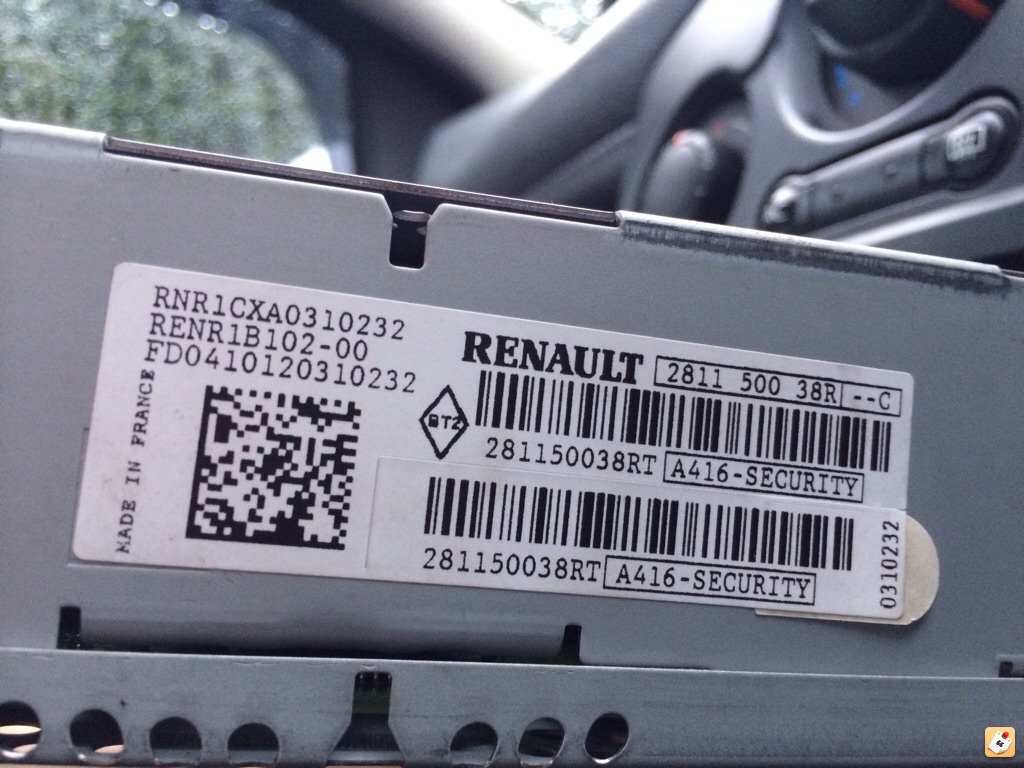 RNR1CXA0310232
RENR1B102-00
FD0410120310232
MADE IN FRANCE
RENAULT 2811 500 38R --C
BTZ
281150038RT A416-SECURITY
281150038RT A416-SECURITY
0310232